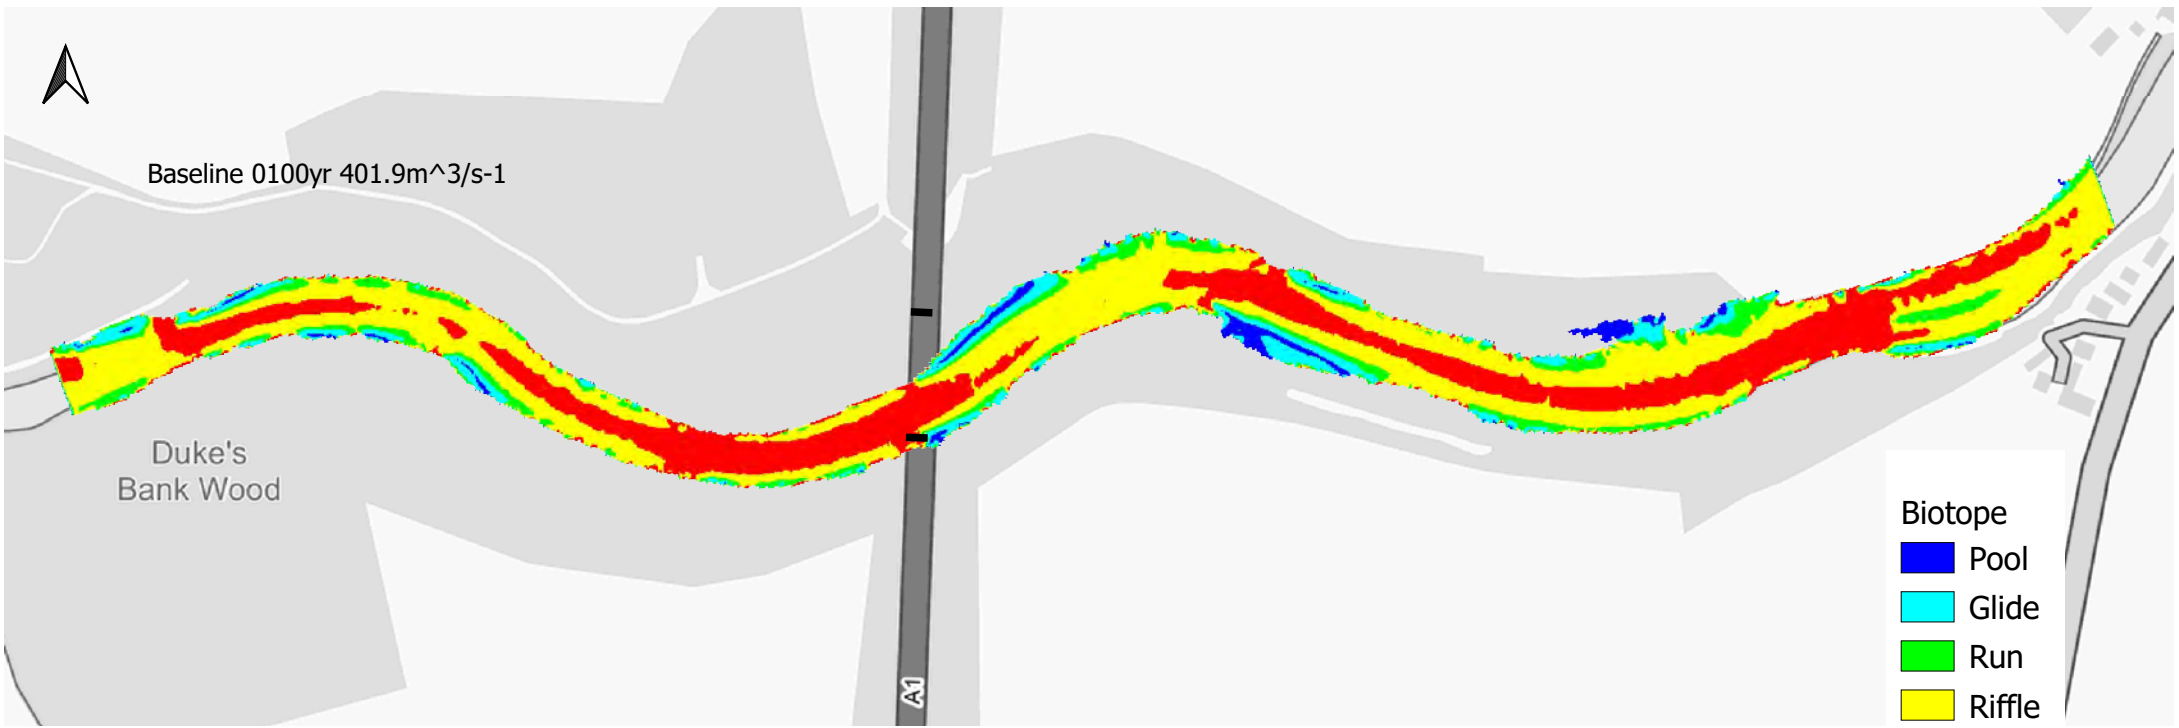 Baseline 0100yr 401.9m^3/s-1
Duke's
Bank Wood
A1
Biotope
Pool
Glide
Run
Riffle